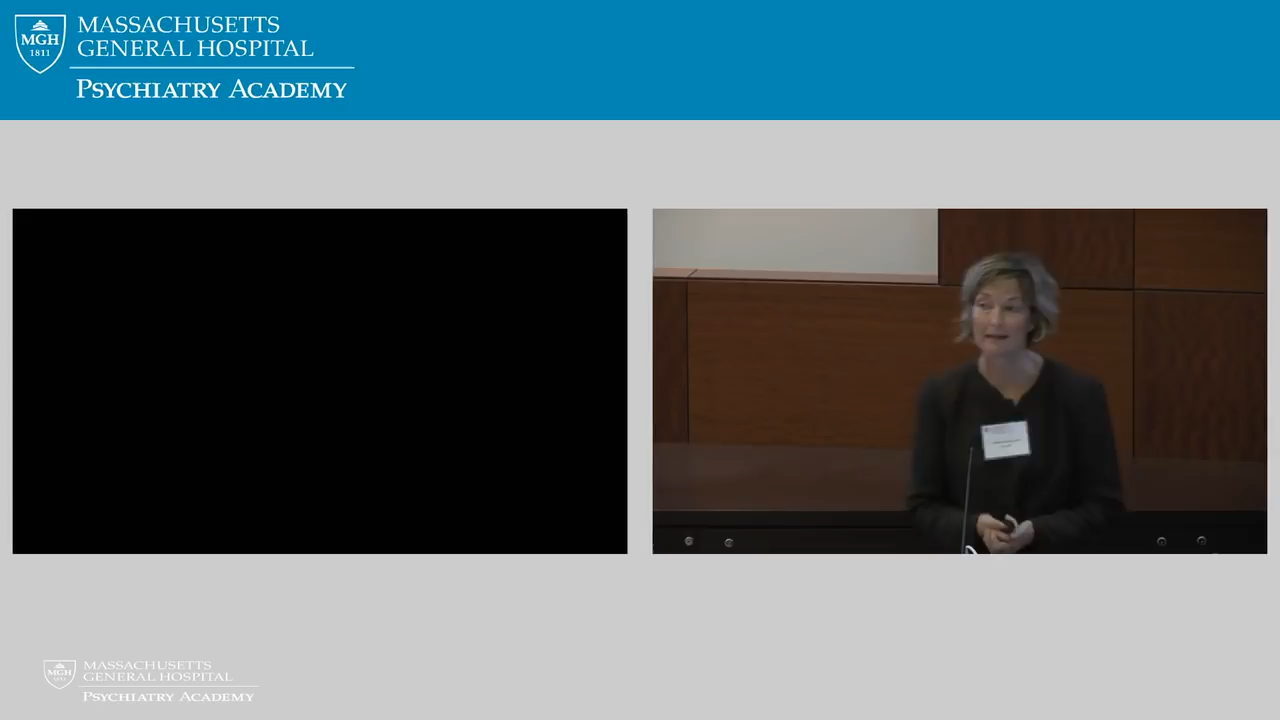 MASSACHUSETTS
GENERAL HOSPITAL
PSYCHIATRY ACADEMY
MGH
1811
MASSACHUSETTS
GENERAL HOSPITAL
PSYCHIATRY ACADEMY
MGH
1811